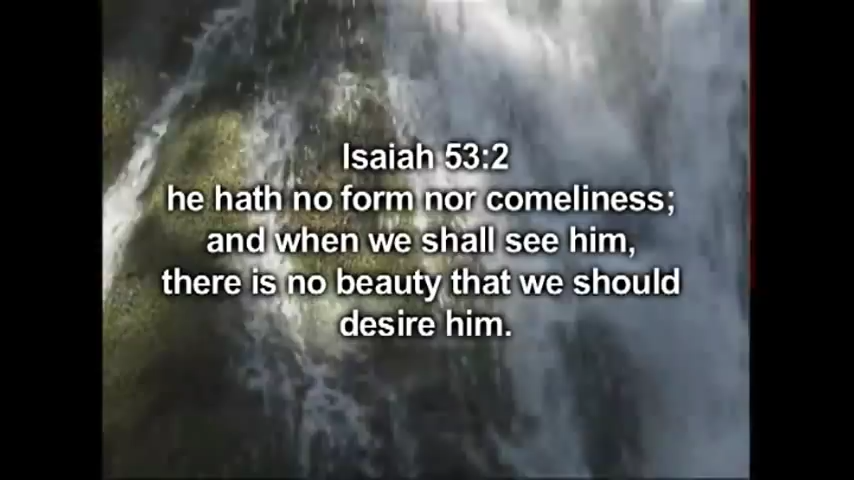 Isaiah 53:2
he hath no form nor comeliness;
and when we shall see him,
there is no beauty that we should
desire him.